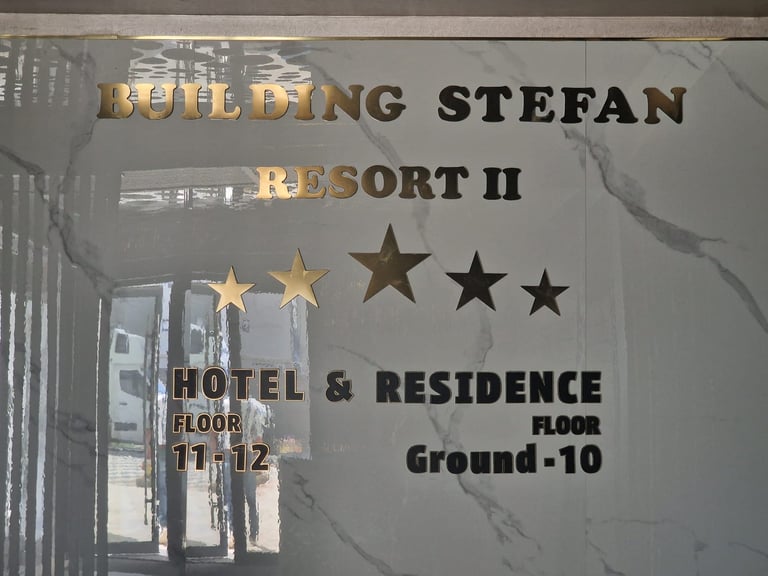 BUILDING STEFAN
RESORT II
HOTEL & RESIDENCE
FLOOR FLOOR
11-12 Ground-10